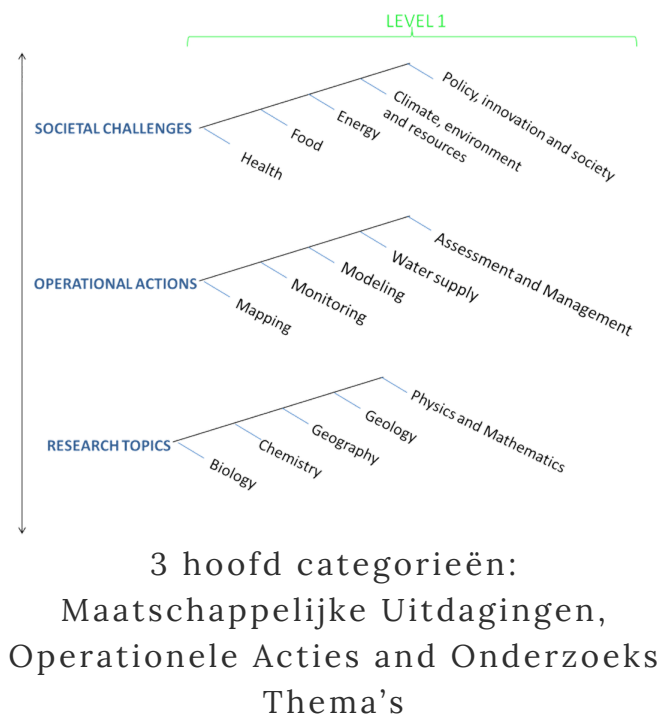 LEVEL 1
SOCIETAL CHALLENGES
Health
Food
Energy
Climate, environment
and resources
Policy, innovation and society
OPERATIONAL ACTIONS
Mapping
Monitoring
Modeling
Water supply
Assessment and Management
RESEARCH TOPICS
Biology
Chemistry
Geography
Geology
Physics and Mathematics
3 hoofd categorieën:
Maatschappelijke Uitdagingen,
Operationele Acties and Onderzoeks
Thema's